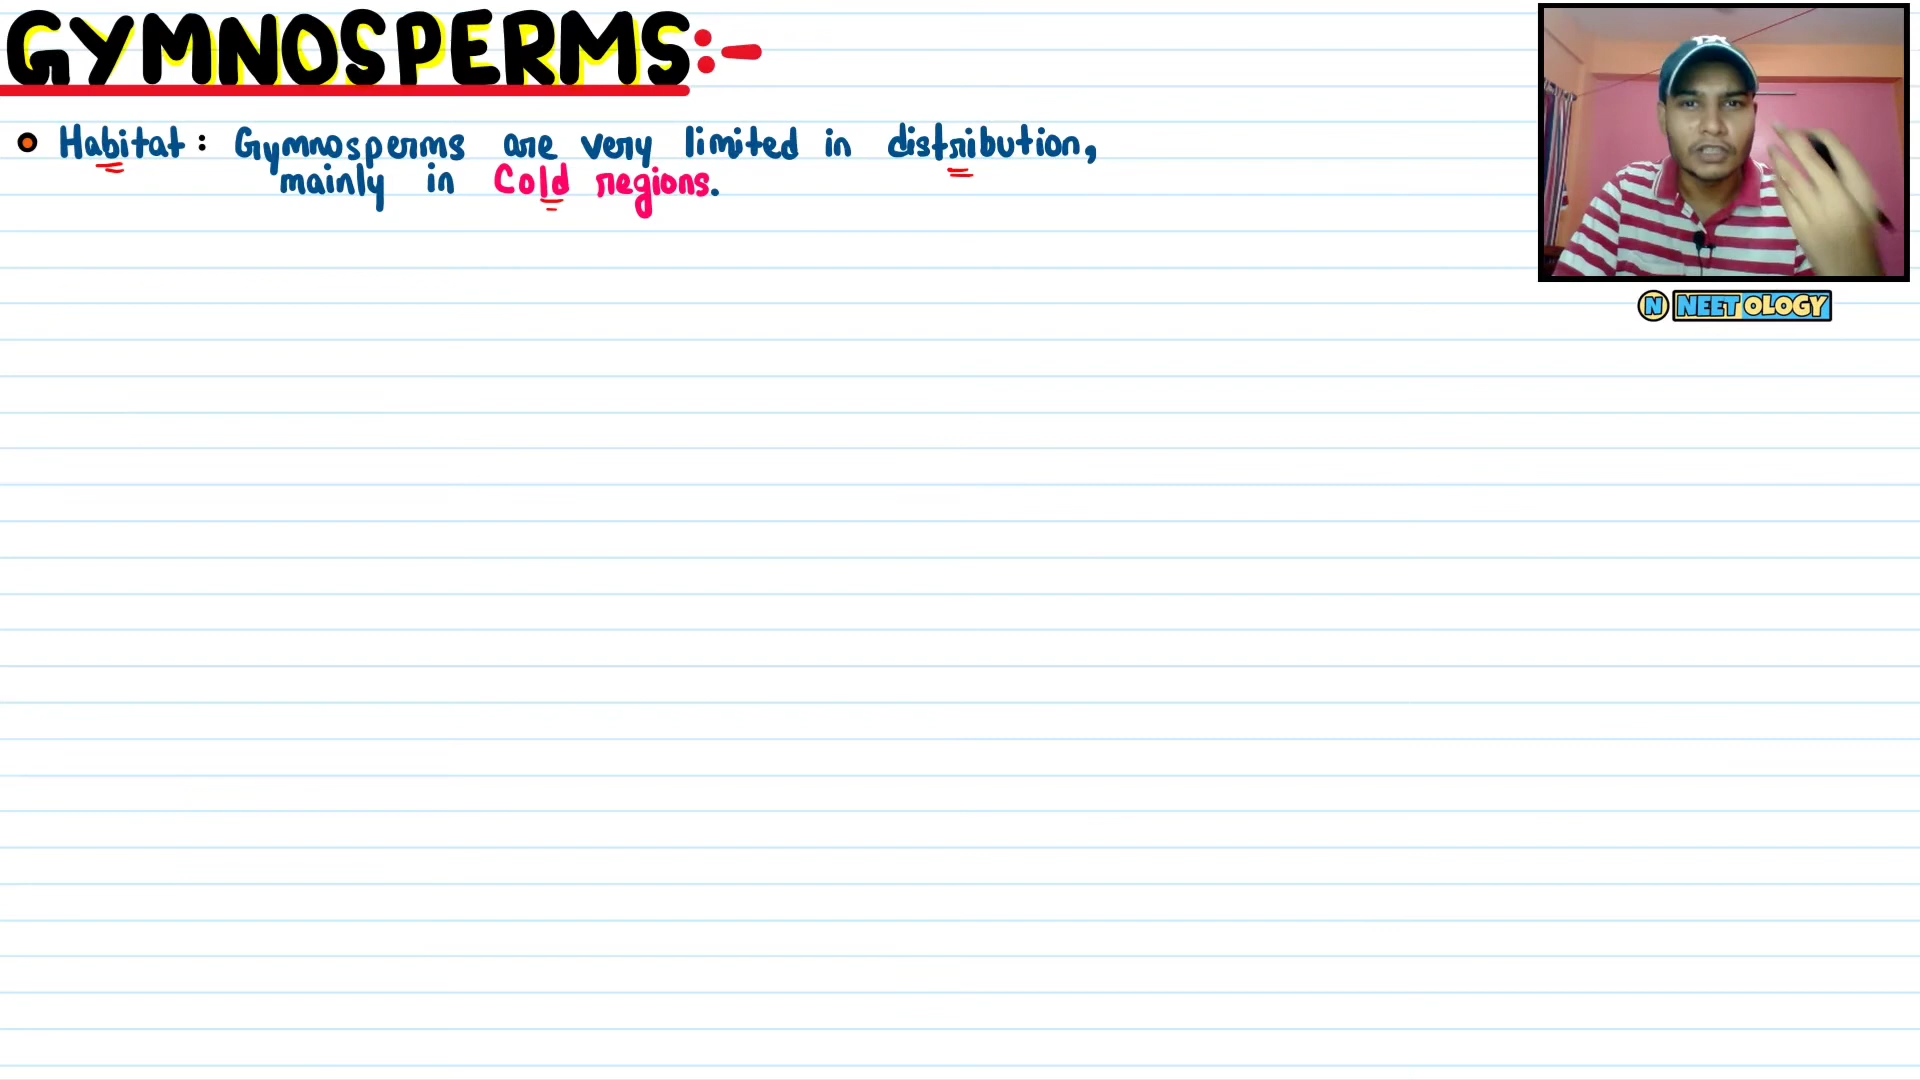 GYMNOSPERMS:-
Habitat: Gymnosperms are very limited in distribution,
mainly in Cold regions.
N NEETOLOGY